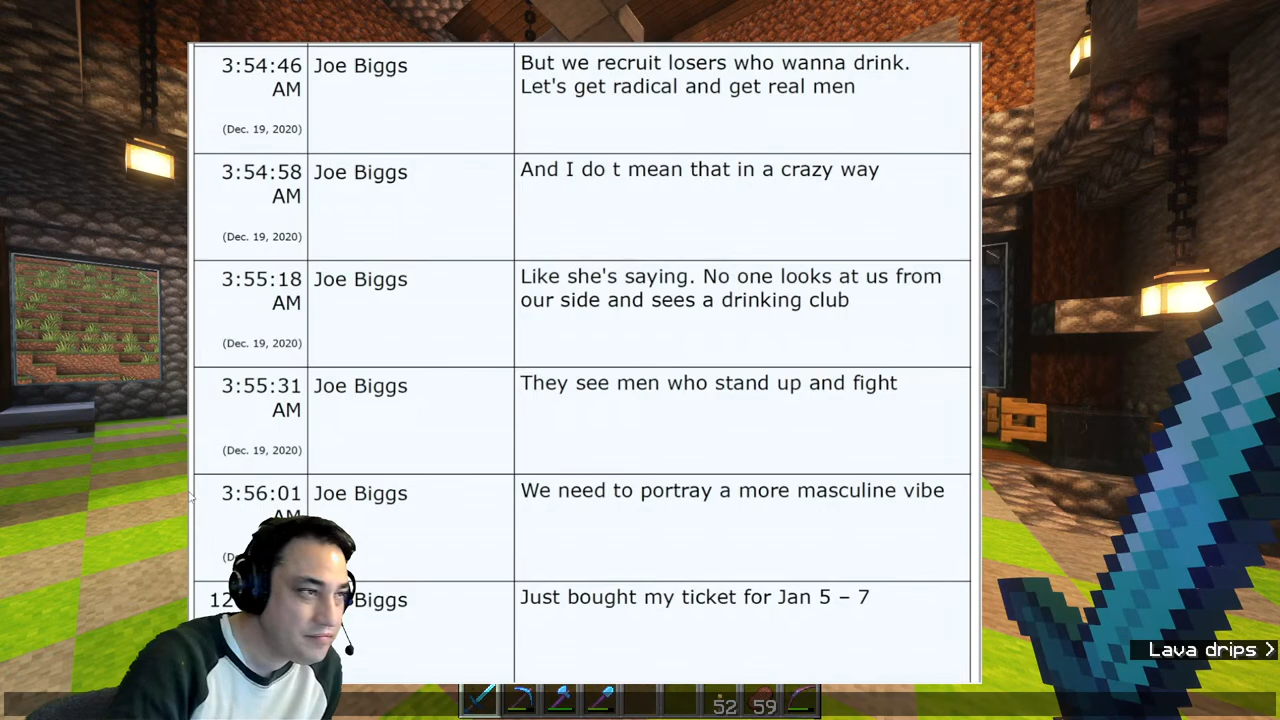 3:54:46
AM
(Dec. 19, 2020)
Joe Biggs
But we recruit losers who wanna drink.
Let's get radical and get real men
3:54:58
AM
(Dec. 19, 2020)
Joe Biggs
And I do t mean that in a crazy way
3:55:18
AM
(Dec. 19, 2020)
Joe Biggs
Like she's saying. No one looks at us from
our side and sees a drinking club
3:55:31
AM
(Dec. 19, 2020)
Joe Biggs
They see men who stand up and fight
3:56:01
AM
Joe Biggs
We need to portray a more masculine vibe
12
Biggs
Just bought my ticket for Jan 5 – 7
Lava drips >
52 59